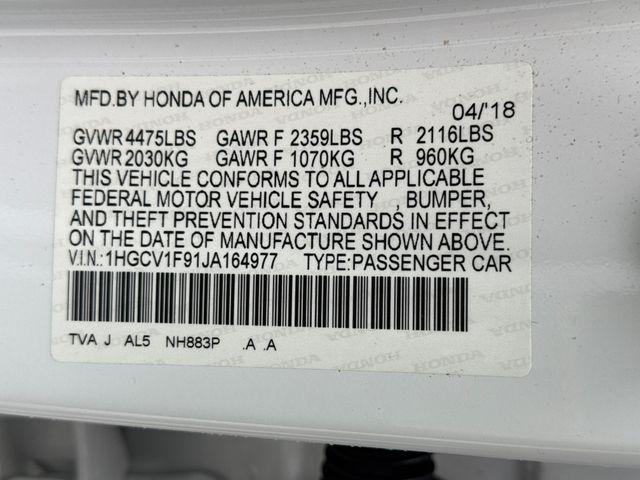 MFD.BY HONDA OF AMERICA MFG.,INC.
04/'18
GVWR 4475LBS GAWR F 2359LBS R 2116LBS
GVWR 2030KG GAWR F 1070KG R 960KG
THIS VEHICLE CONFORMS TO ALL APPLICABLE
FEDERAL MOTOR VEHICLE SAFETY , BUMPER,
AND THEFT PREVENTION STANDARDS IN EFFECT
ON THE DATE OF MANUFACTURE SHOWN ABOVE.
V.I.N.:1HGCV1F91JA164977 TYPE:PASSENGER CAR
TVA J AL5 NH883P .A .A